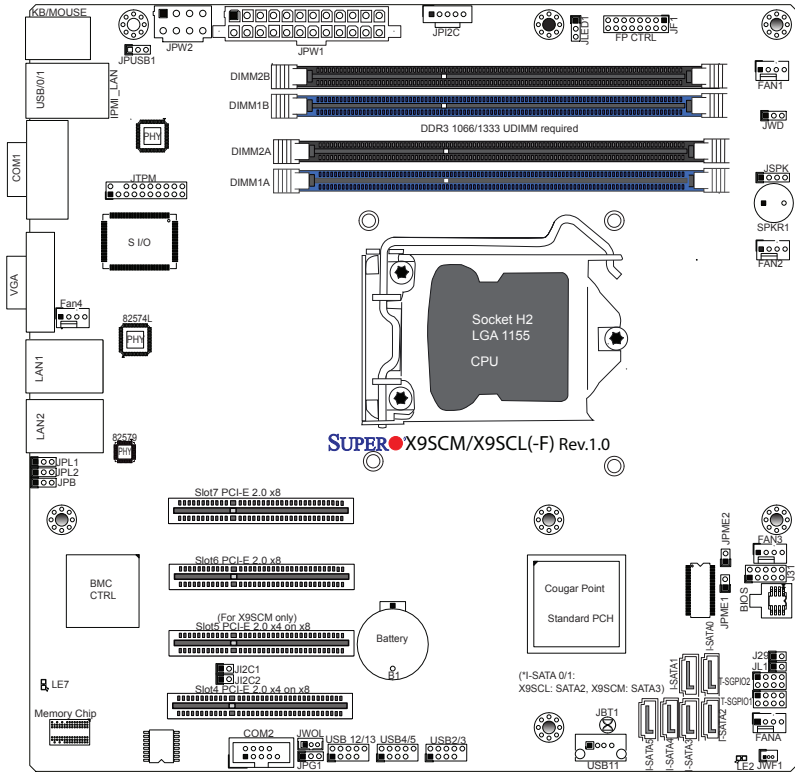 KB/MOUSE
JPUSB1
JPW2
JPW1
JPI2C
JLED1
FP CTRL
JF1
FAN1
USB/0/1
IPMI_LAN
DIMM2B
DIMM1B
DDR3 1066/1333 UDIMM required
DIMM2A
DIMM1A
JWD
PHY
JTPM
JSPK
SPKR1
COM1
S I/O
FAN2
VGA
Fan4
82574L
PHY
Socket H2
LGA 1155
CPU
LAN1
LAN2
82579
PHY
SUPER X9SCM/X9SCL(-F) Rev.1.0
JPL1
JPL2
JPB
Slot7 PCI-E 2.0 x8
Slot6 PCI-E 2.0 x8
(For X9SCM only)
Slot5 PCI-E 2.0 x4 on x8
JI2C1
JI2C2
Slot4 PCI-E 2.0 x4 on x8
BMC
CTRL
Battery
B1
Cougar Point
Standard PCH
JPME2
JPME1
FAN3
J31
BIOS
I-SATA0
I-SATA1
J29
JL1
T-SGPIO2
T-SGPIO1
(*I-SATA 0/1:
X9SCL: SATA2, X9SCM: SATA3)
LE7
Memory Chip
COM2
JWOL
JPG1
USB 12/13
USB4/5
USB2/3
JBT1
USB11
I-SATA5
I-SATA4
I-SATA3
I-SATA2
FANA
LE2
JWF1